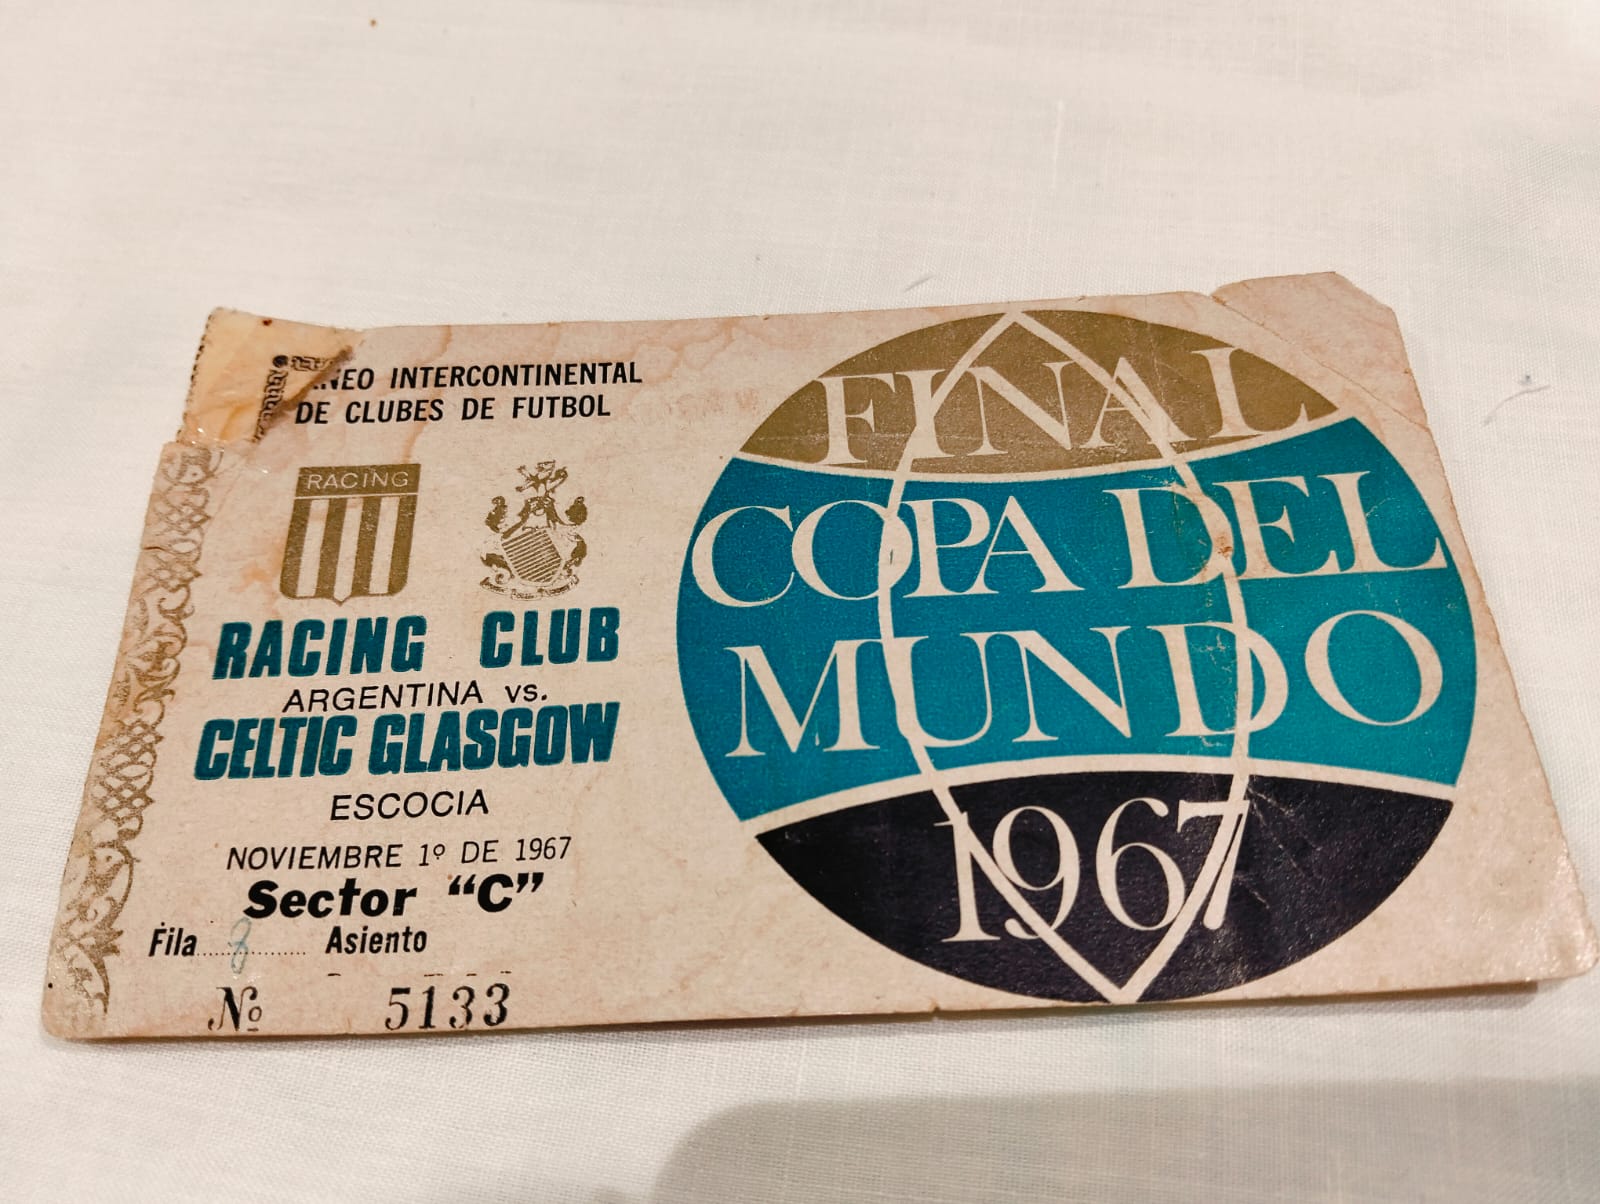 INTERCONTINENTAL
DE CLUBES DE FUTBOL
RACING
RACING CLUB
ARGENTINA vs.
CELTIC GLASGOW
ESCOCIA
NOVIEMBRE 1º DE 1967
Sector “C”
Fila 8 Asiento
Nº 5133
FINAL
COPA DEL
MUNDO
1967